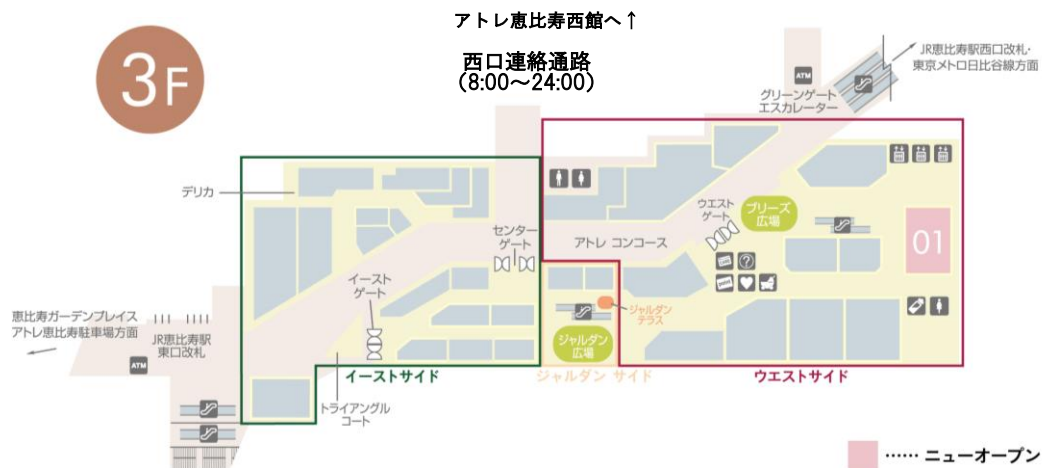 アトレ恵比寿西館へ↑
3F
西口連絡通路
(8:00～24:00)
JR恵比寿駅西口改札・
東京メトロ日比谷線方面
ATM
グリーンゲート
エスカレーター
デリカ
ウエスト
ゲート
ブリーズ
広場
センター
ゲート
アトレ コンコース
01
イースト
ゲート
恵比寿ガーデンプレイス
アトレ恵比寿駐車場方面
JR恵比寿駅
東口改札
ATM
ジャルダン
テラス
ジャルダン
広場
イーストサイド
ジャルダン サイド
ウエストサイド
トライアングル
コート
…… ニューオープン